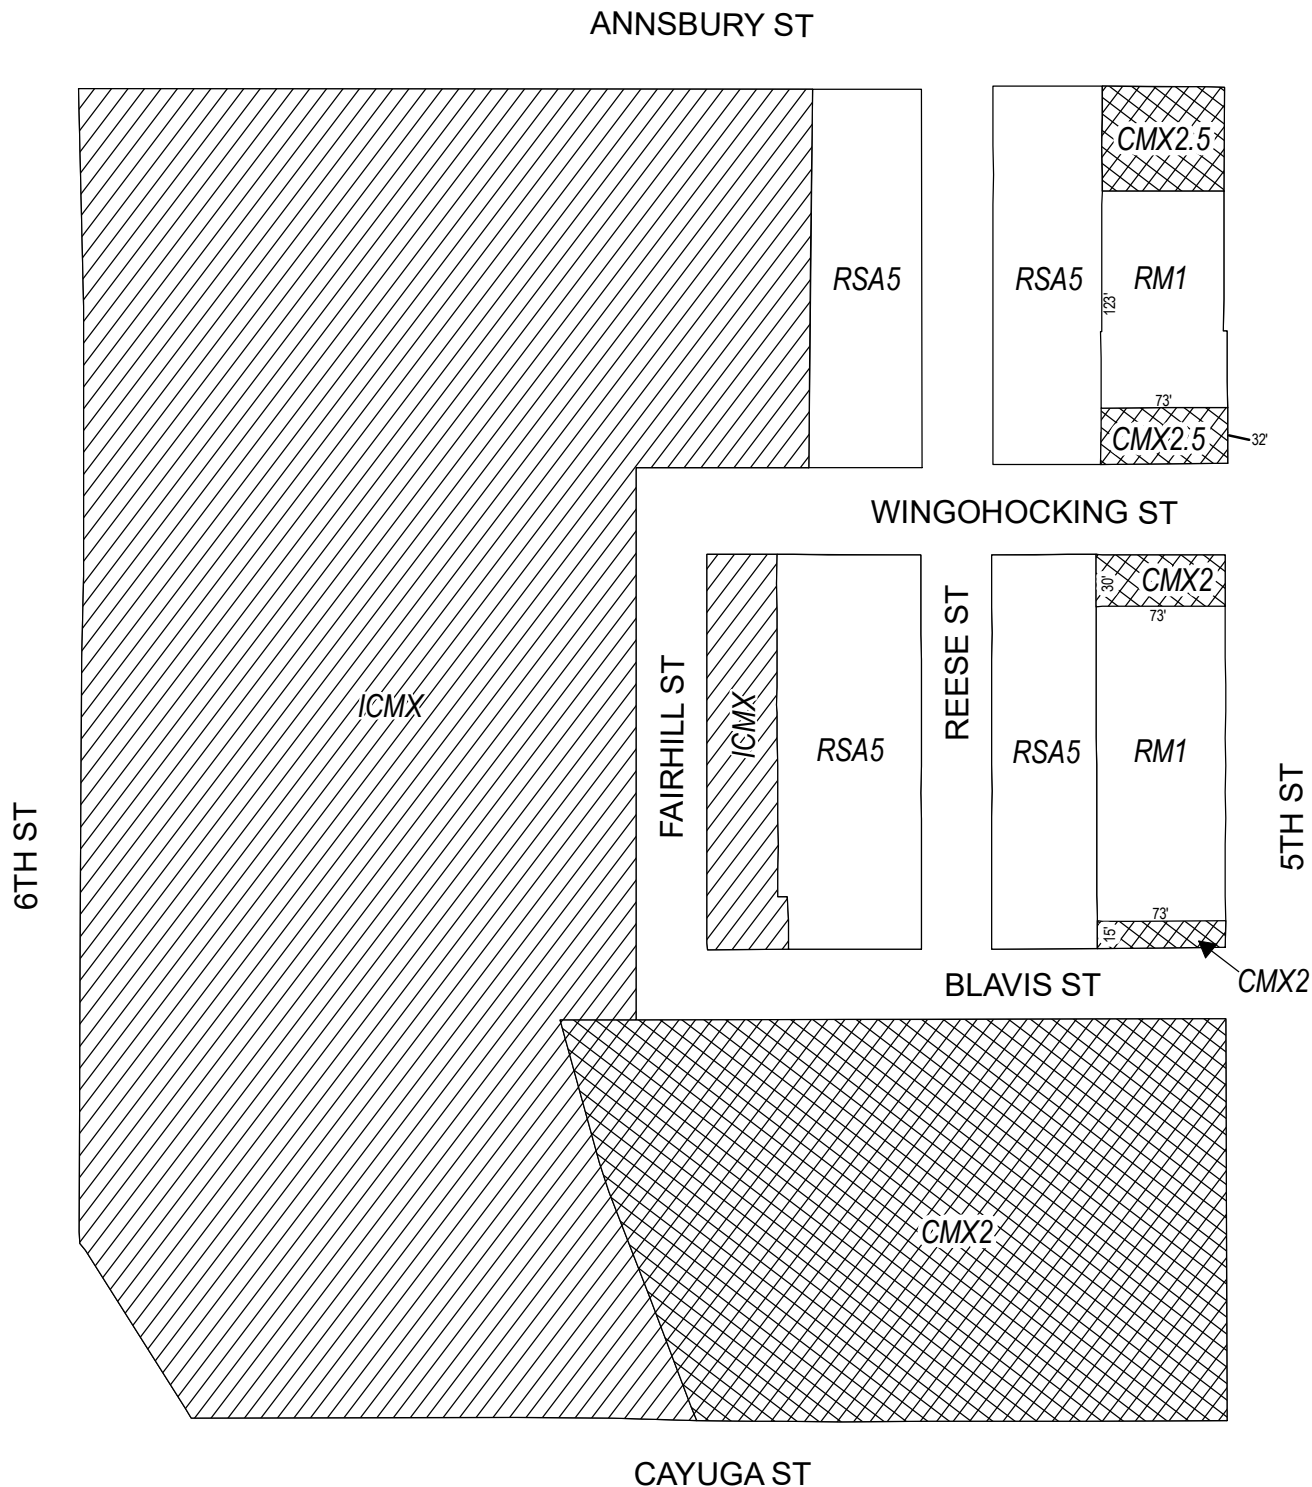 ANNSBURY ST
CMX2.5
RSA5
RSA5
RM1
123'
73'
CMX2.5
32'
WINGOHOCKING ST
CMX2
30'
73'
REESE ST
FAIRHILL ST
ICMX
ICMX
RSA5
RSA5
RM1
6TH ST
5TH ST
73'
15'
CMX2
BLAVIS ST
CMX2
CAYUGA ST